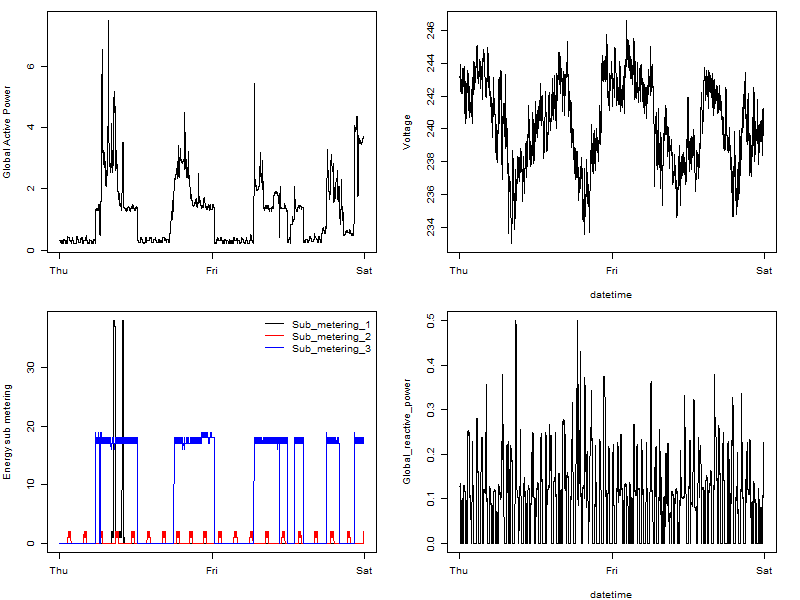 Global Active Power
0
2
4
6
Thu
Fri
Sat
Voltage
234
236
238
240
242
244
246
Thu
Fri
Sat
datetime
Energy sub metering
0
10
20
30
Sub_metering_1
Sub_metering_2
Sub_metering_3
Thu
Fri
Sat
Global_reactive_power
0.0
0.1
0.2
0.3
0.4
0.5
Thu
Fri
Sat
datetime